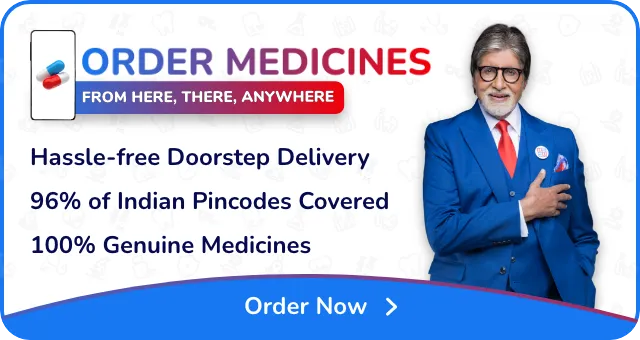 ORDER MEDICINES
FROM HERE, THERE, ANYWHERE
Hassle-free Doorstep Delivery
96% of Indian Pincodes Covered
100% Genuine Medicines
Order Now